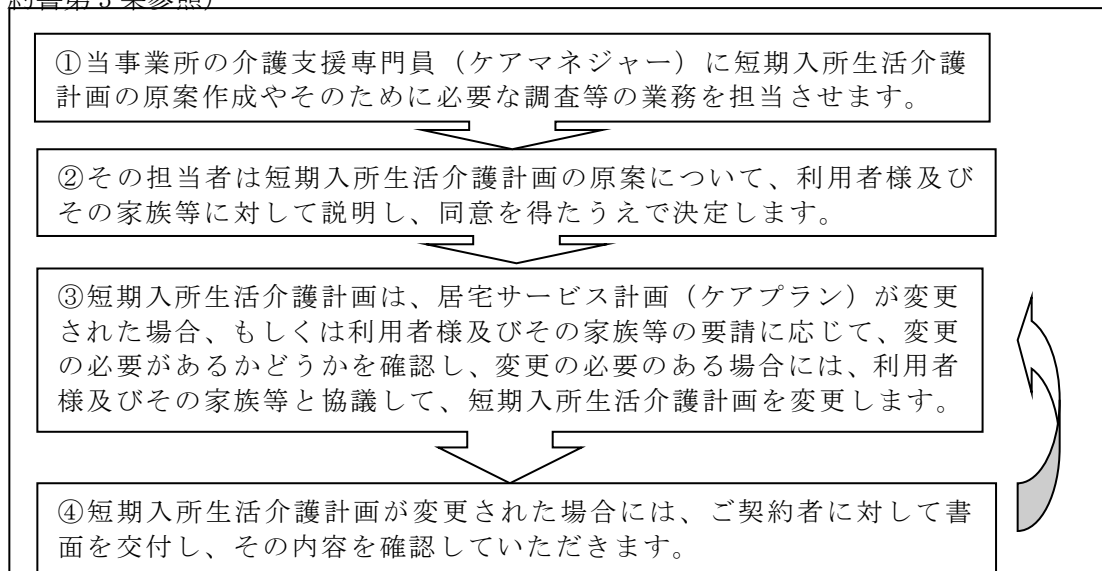 約書第3条参照）
①当事業所の介護支援専門員（ケアマネジャー）に短期入所生活介護
計画の原案作成やそのために必要な調査等の業務を担当させます。
②その担当者は短期入所生活介護計画の原案について、利用者様及び
その家族等に対して説明し、同意を得たうえで決定します。
③短期入所生活介護計画は、居宅サービス計画（ケアプラン）が変更
された場合、もしくは利用者様及びその家族等の要請に応じて、変更
の必要があるかどうかを確認し、変更の必要のある場合には、利用者
様及びその家族等と協議して、短期入所生活介護計画を変更します。
④短期入所生活介護計画が変更された場合には、ご契約者に対して書
面を交付し、その内容を確認していただきます。